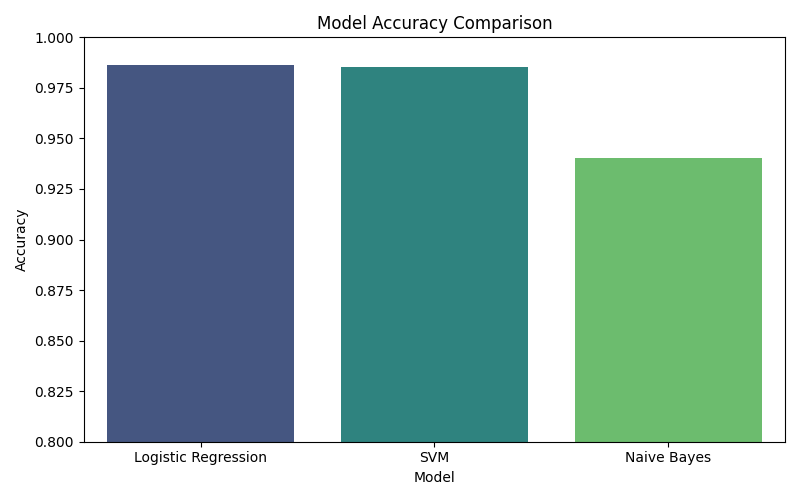 Model Accuracy Comparison
1.000
0.975
0.950
0.925
0.900
0.875
0.850
0.825
0.800
Accuracy
Logistic Regression
SVM
Naive Bayes
Model